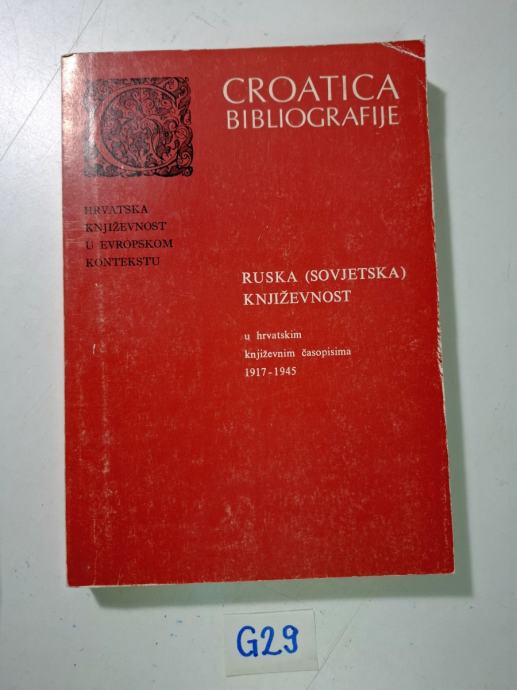 CROATICA
BIBLIOGRAFIJE
HRVATSKA
KNJIŽEVNOST
U EVROPSKOM
KONTEKSTU
RUSKA (SOVJETSKA)
KNJIŽEVNOST
u hrvatskim
književnim časopisima
1917-1945
G29